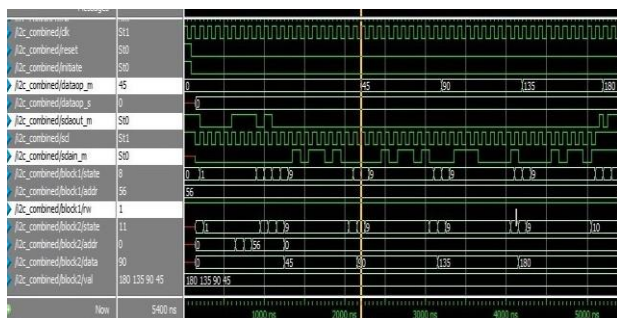 Messages
/i2c_combined/clk St1
/i2c_combined/reset St0
/i2c_combined/initiate St0
/i2c_combined/dataop_m 45 0 45 90 135 180
/i2c_combined/dataop_s 0 0
/i2c_combined/sdaout_m St0
/i2c_combined/scl St1
/i2c_combined/sdain_m St0
/i2c_combined/block1/state 8 0 1 9 9 9 9
/i2c_combined/block1/addr 56 56
/i2c_combined/block1/rw 1
/i2c_combined/block2/state 11 1 9 9 9 9 10
/i2c_combined/block2/addr 0 0 56 0
/i2c_combined/block2/data 90 0 45 90 135 180
/i2c_combined/block2/val 180 135 90 45 180 135 90 45
Now 5400 ns 1000 ns 2000 ns 3000 ns 4000 ns 5000 ns